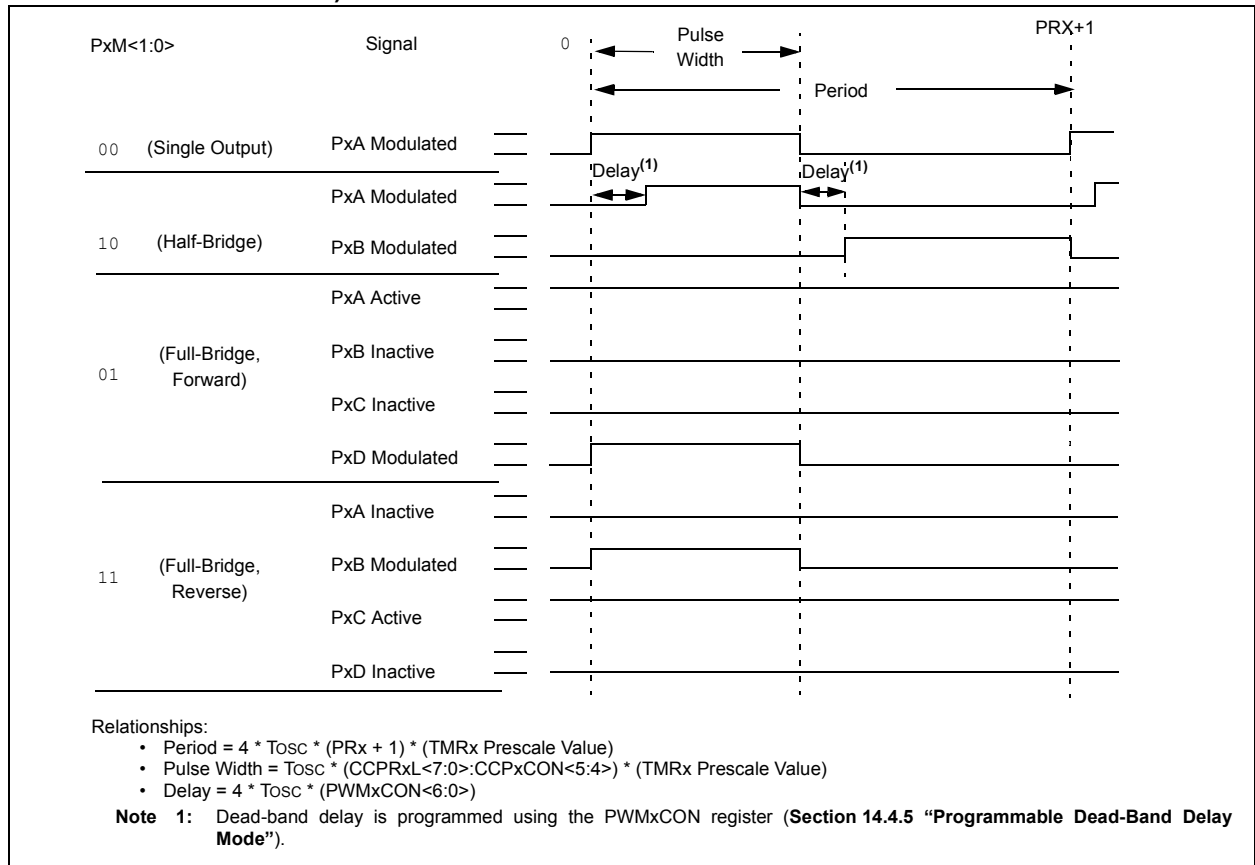 PxM<1:0>
Signal
0
Pulse
Width
PRX+1
Period
00 (Single Output) PxA Modulated
Delay(1) Delay(1)
PxA Modulated
10 (Half-Bridge) PxB Modulated
PxA Active
(Full-Bridge,
Forward)
PxB Inactive
01
PxC Inactive
PxD Modulated
PxA Inactive
(Full-Bridge,
Reverse)
PxB Modulated
11
PxC Active
PxD Inactive
Relationships:
• Period = 4 * TOSC * (PRx + 1) * (TMRx Prescale Value)
• Pulse Width = TOSC * (CCPRxL<7:0>:CCPxCON<5:4>) * (TMRx Prescale Value)
• Delay = 4 * TOSC * (PWMxCON<6:0>)
Note 1: Dead-band delay is programmed using the PWMxCON register (Section 14.4.5 “Programmable Dead-Band Delay
Mode”).